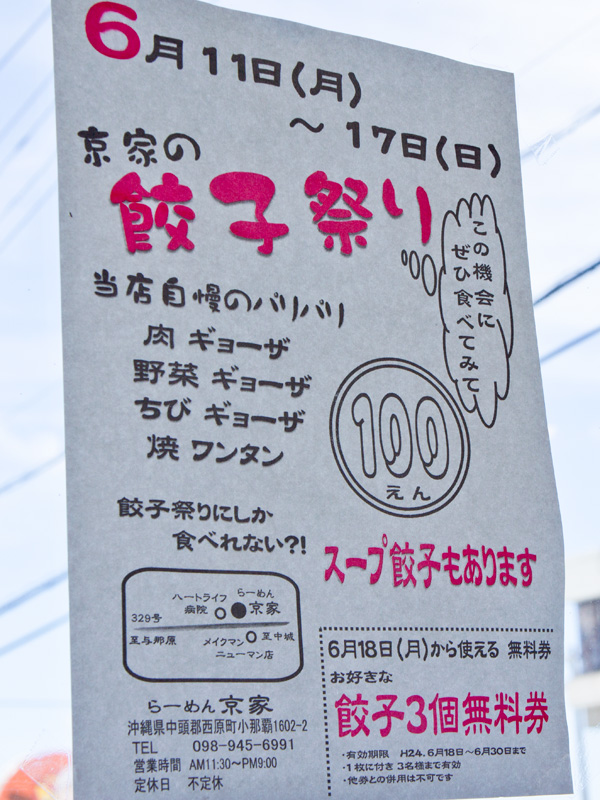 6月11日(月)
～17日(日)
京家の
餃子祭り
この機会に
ぜひ食べてみて
当店自慢のパリパリ
肉 ギョーザ
野菜 ギョーザ
ちび ギョーザ
焼 ワンタン
100
えん
餃子祭りにしか
食べれない?!
スープ餃子もあります
ハートライフ
病院
らーめん
京家
329号
至与那原
メイクマン
ニューマン店
至中城
らーめん 京家
沖縄県中頭郡西原町小那覇1602-2
TEL 098-945-6991
営業時間 AM11:30～PM9:00
定休日 不定休
6月18日(月)から使える 無料券
お好きな
餃子3個無料券
・有効期限 H24.6月18日～6月30日まで
・1枚に付き 3名様まで有効
・他券との併用は不可です